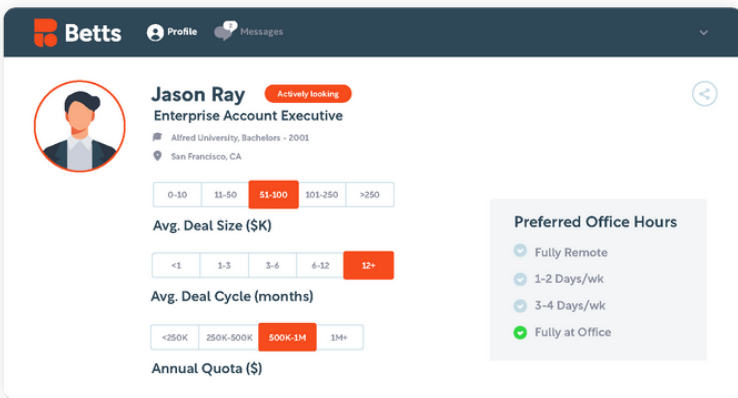 Betts Profile 2 Messages
Jason Ray Actively looking
Enterprise Account Executive
Alfred University, Bachelors - 2001
San Francisco, CA
0-10 11-50 51-100 101-250 >250
Avg. Deal Size ($K)
<1 1-3 3-6 6-12 12+
Avg. Deal Cycle (months)
<250K 250K-500K 500K-1M 1M+
Annual Quota ($)
Preferred Office Hours
Fully Remote
1-2 Days/wk
3-4 Days/wk
Fully at Office